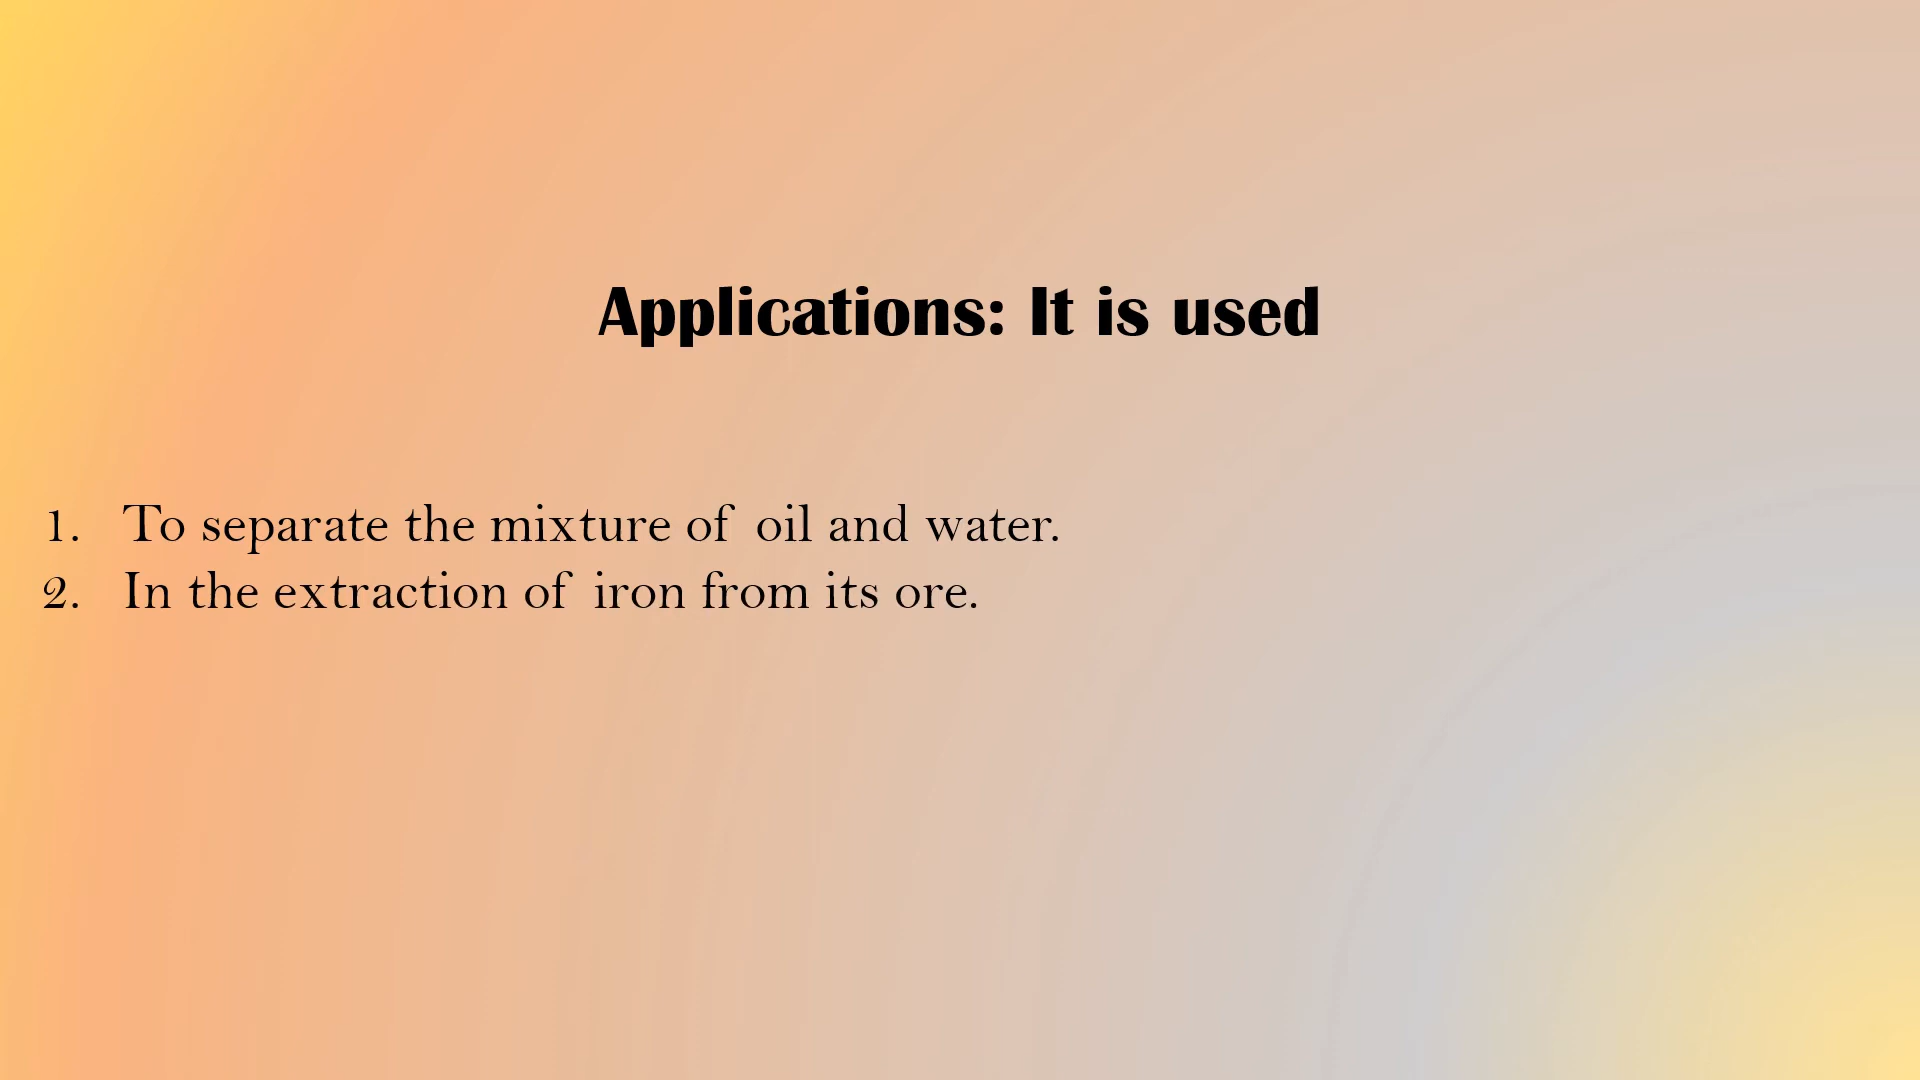 Applications: It is used
1. To separate the mixture of oil and water.
2. In the extraction of iron from its ore.